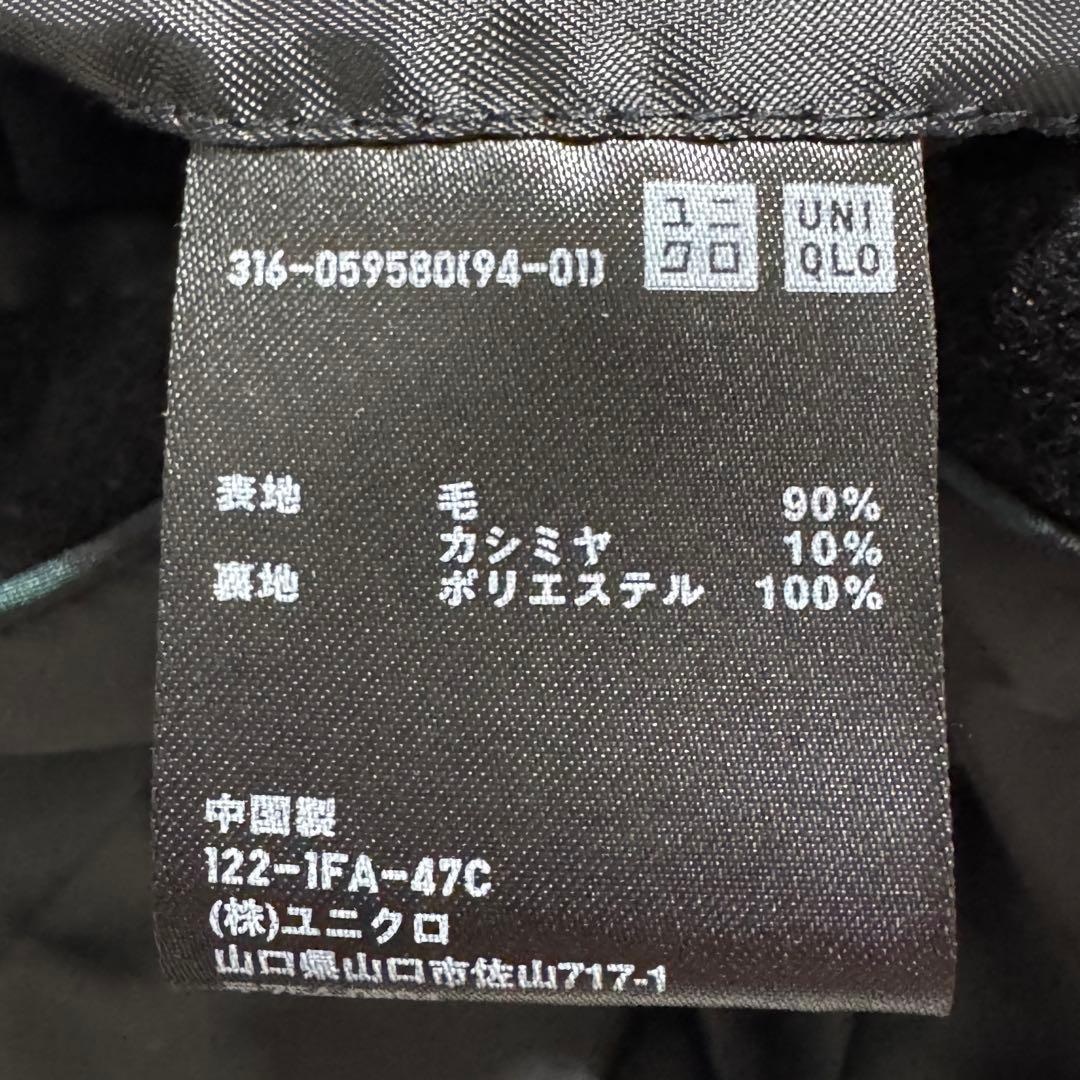 ユニ
クロ
UNI
QLO
316-059580(94-01)
表地 毛 90%
カシミヤ 10%
裏地 ポリエステル 100%
中国製
122-1FA-47C
(株)ユニクロ
山口県山口市佐山717-1